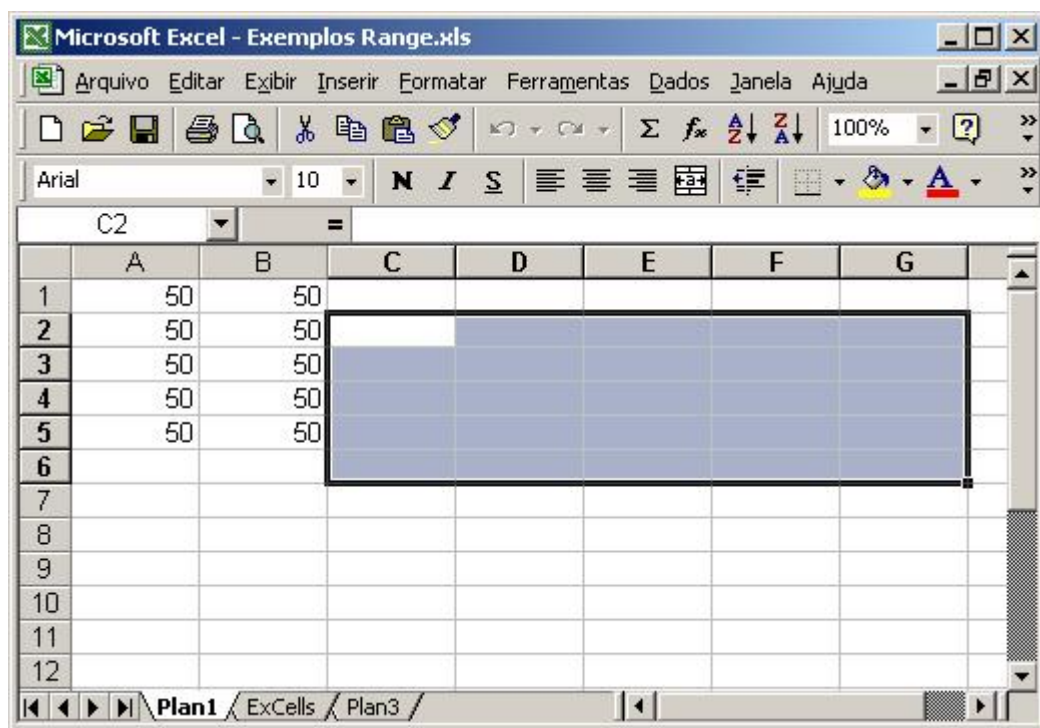 Microsoft Excel - Exemplos Range.xls
Arquivo Editar Exibir Inserir Formatar Ferramentas Dados Janela Ajuda
Σ fx A Z Z A 100% ?
Arial 10 N I S a A
C2 =
A B C D E F G
1 50 50
2 50 50
3 50 50
4 50 50
5 50 50
6
7
8
9
10
11
12
Plan1 ExCells Plan3